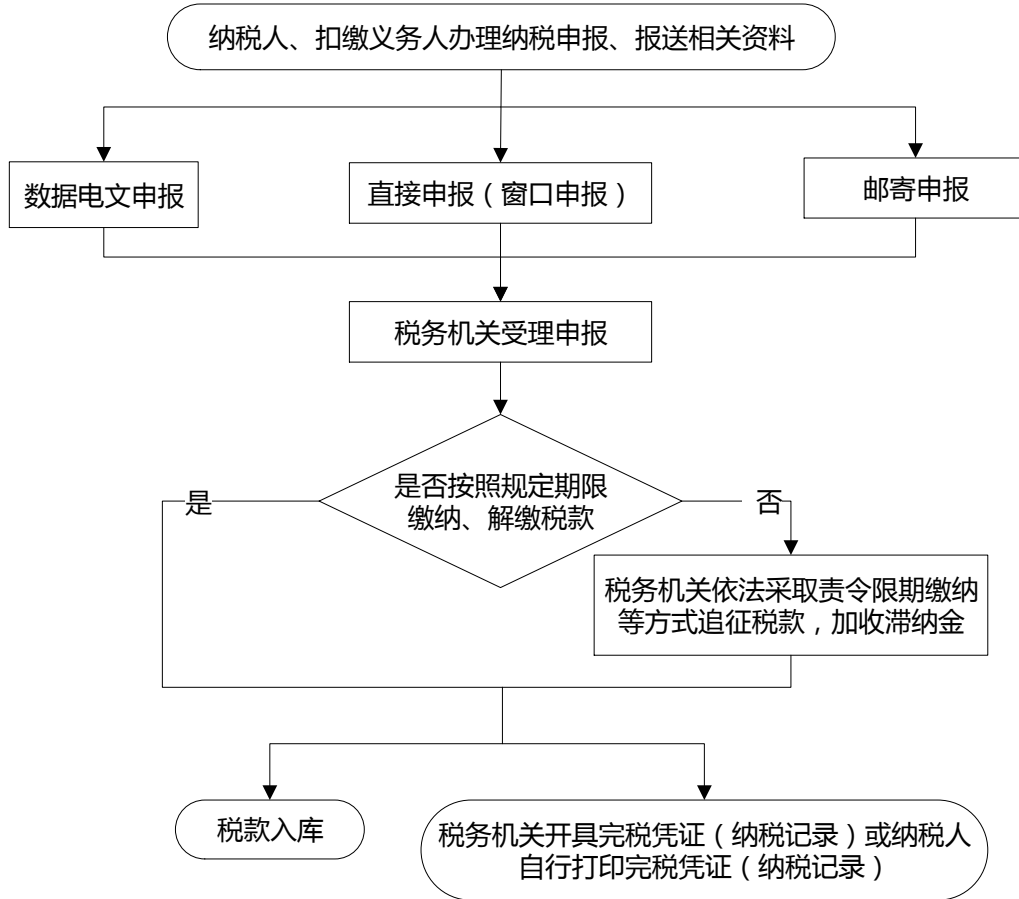 纳税人、扣缴义务人办理纳税申报、报送相关资料
数据电文申报
直接申报（窗口申报）
邮寄申报
税务机关受理申报
是否按照规定期限
缴纳、解缴税款
是
否
税务机关依法采取责令限期缴纳
等方式追征税款，加收滞纳金
税款入库
税务机关开具完税凭证（纳税记录）或纳税人
自行打印完税凭证（纳税记录）